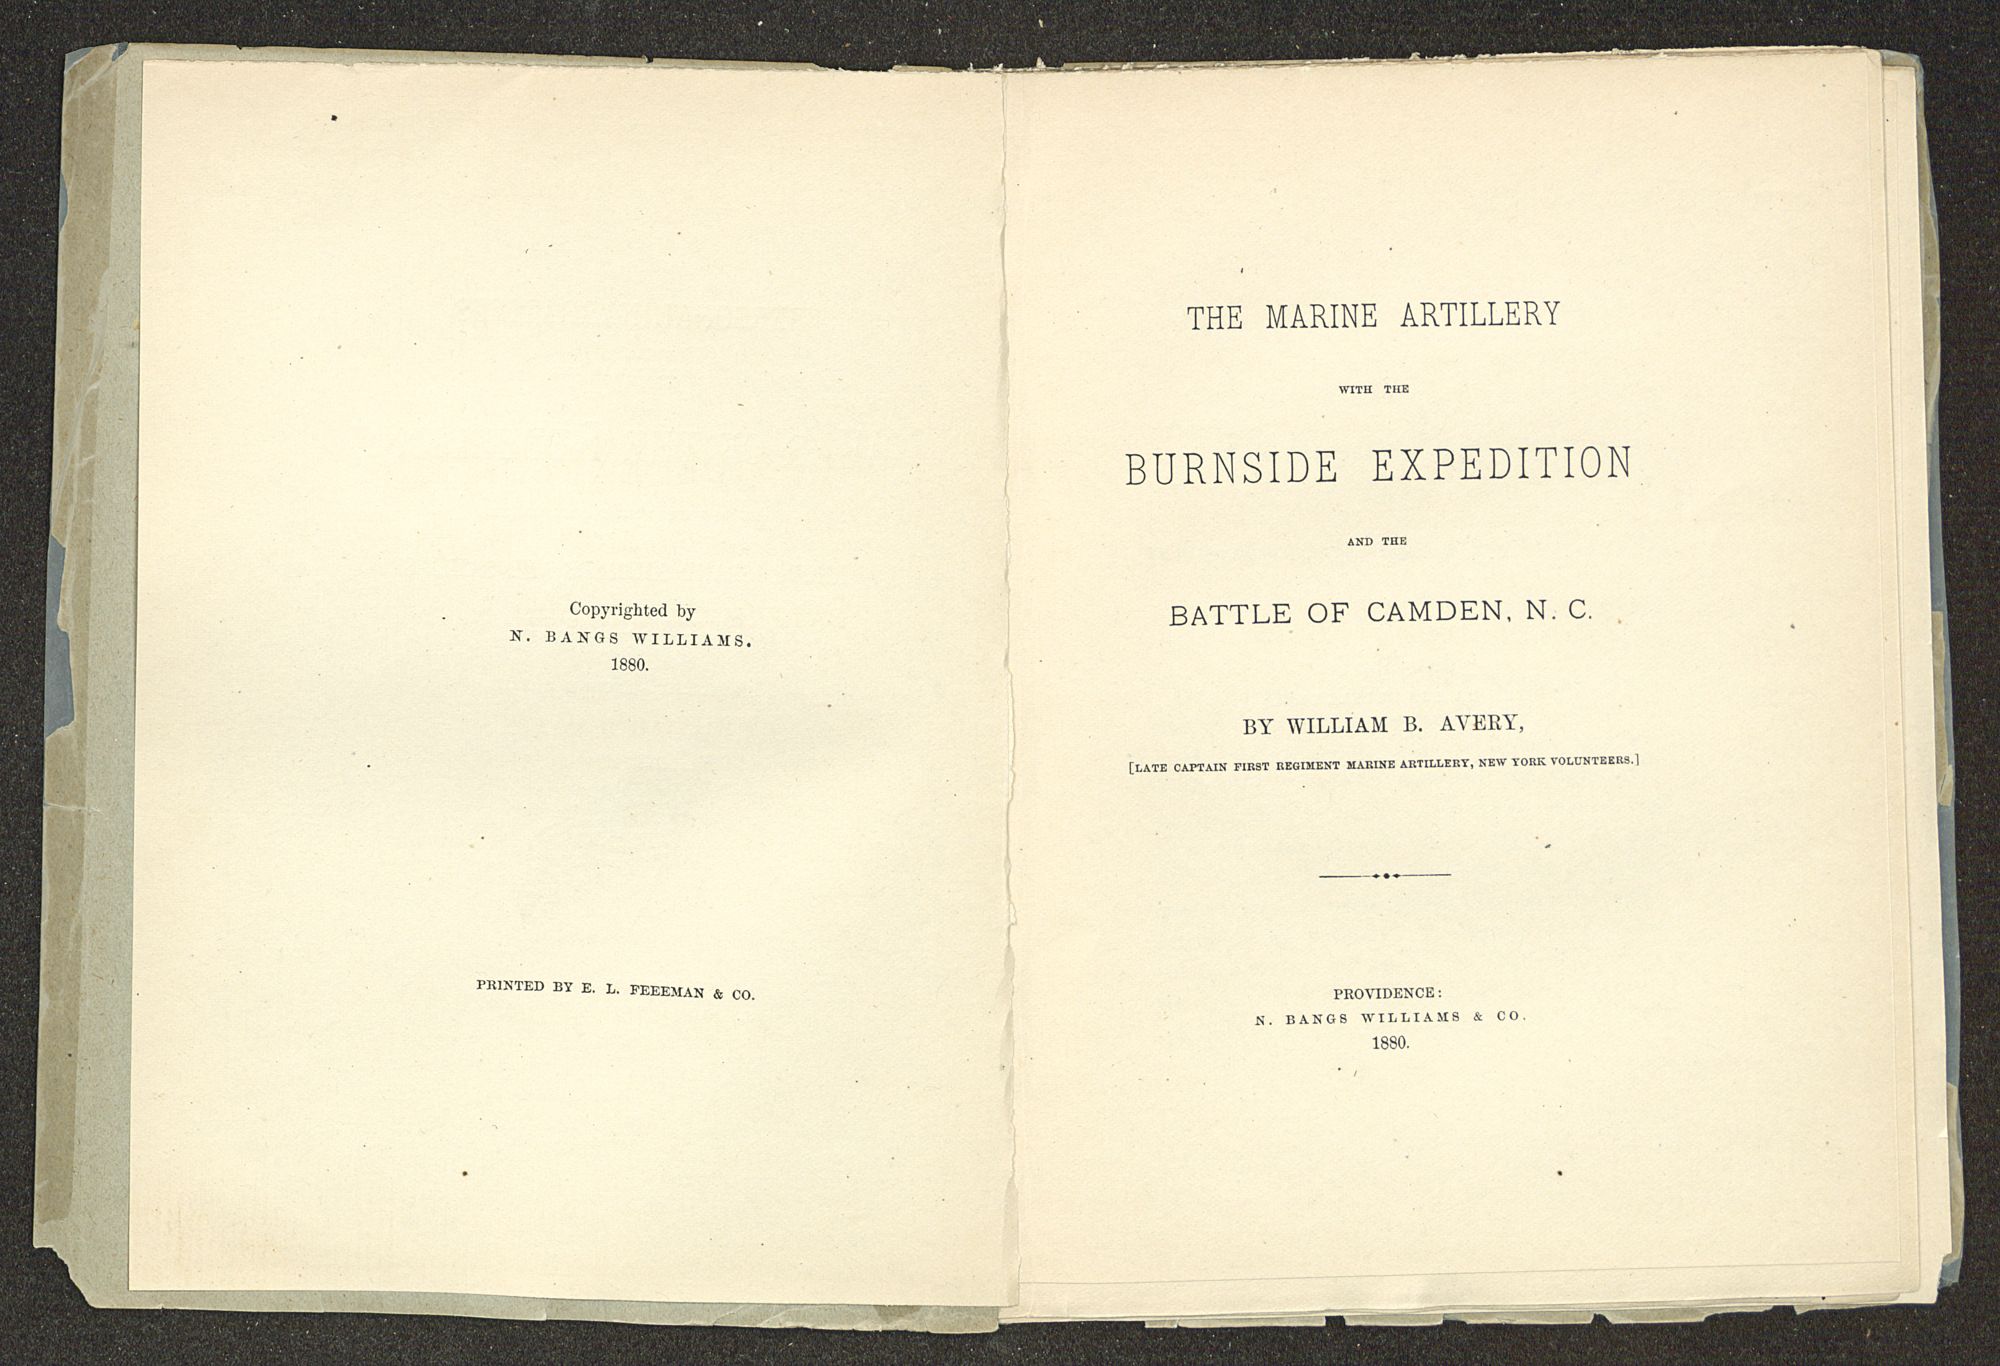 Copyrighted by
N. BANGS WILLIAMS.
1880.
PRINTED BY E. L. FEEEMAN & CO.
THE MARINE ARTILLERY
WITH THE
BURNSIDE EXPEDITION
AND THE
BATTLE OF CAMDEN, N. C.
BY WILLIAM B. AVERY,
[LATE CAPTAIN FIRST REGIMENT MARINE ARTILLERY, NEW YORK VOLUNTEERS.]
PROVIDENCE:
N. BANGS WILLIAMS & CO.
1880.